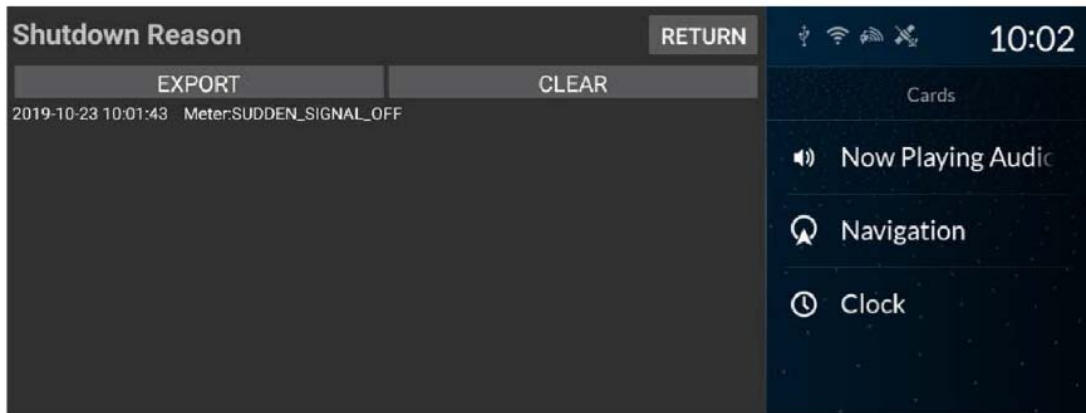 Shutdown Reason
RETURN
EXPORT
CLEAR
2019-10-23 10:01:43 Meter:SUDDEN_SIGNAL_OFF
10:02
Cards
Now Playing Audio
Navigation
Clock